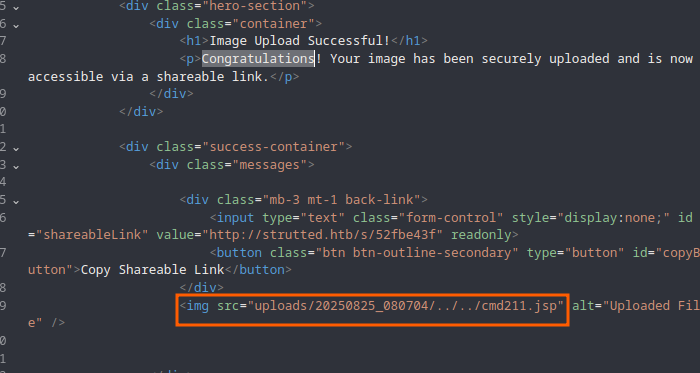 5 <div class="hero-section">
6 <div class="container">
7 <h1>Image Upload Successful!</h1>
8 <p>Congratulations! Your image has been securely uploaded and is now
accessible via a shareable link.</p>
9 </div>
0 </div>
1
2 <div class="success-container">
3 <div class="messages">
4
5 <div class="mb-3 mt-1 back-link">
6 <input type="text" class="form-control" style="display:none;" id
="shareableLink" value="http://strutted.htb/s/52fbe43f" readonly>
7 <button class="btn btn-outline-secondary" type="button" id="copyB
utton">Copy Shareable Link</button>
8 </div>
9 <img src="uploads/20250825_080704/../../cmd211.jsp" alt="Uploaded Fil
e" />
0
1